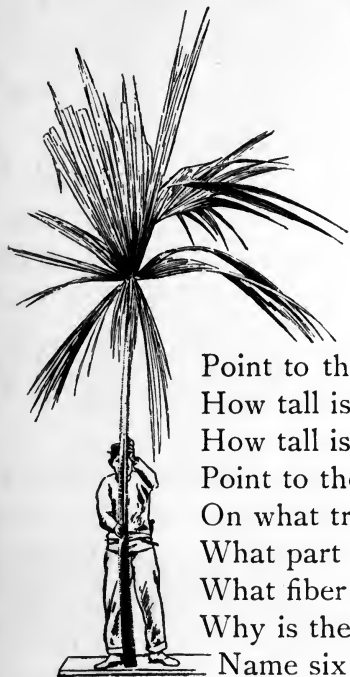 Point to th
How tall is
How tall is
Point to the
On what tr
What part
What fiber
Why is the
Name six